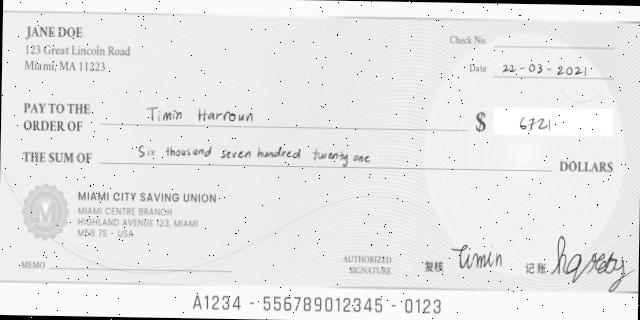 JANE DOE
123 Great Lincoln Road
Miami, MA 11223
Check No.
Date 22-03-2021
PAY TO THE
ORDER OF Timin Harroun $ 6721
THE SUM OF Six thousand seven hundred twenty one DOLLARS
M
MIAMI CITY SAVING UNION
MIAMI CENTRE BRANCH
HIGHLAND AVENUE 123, MIAMI
M58 7S - USA
MEMO
AUTHORIZED
SIGNATURE
复核 Timin 记账
A1234 - 556789012345 - 0123